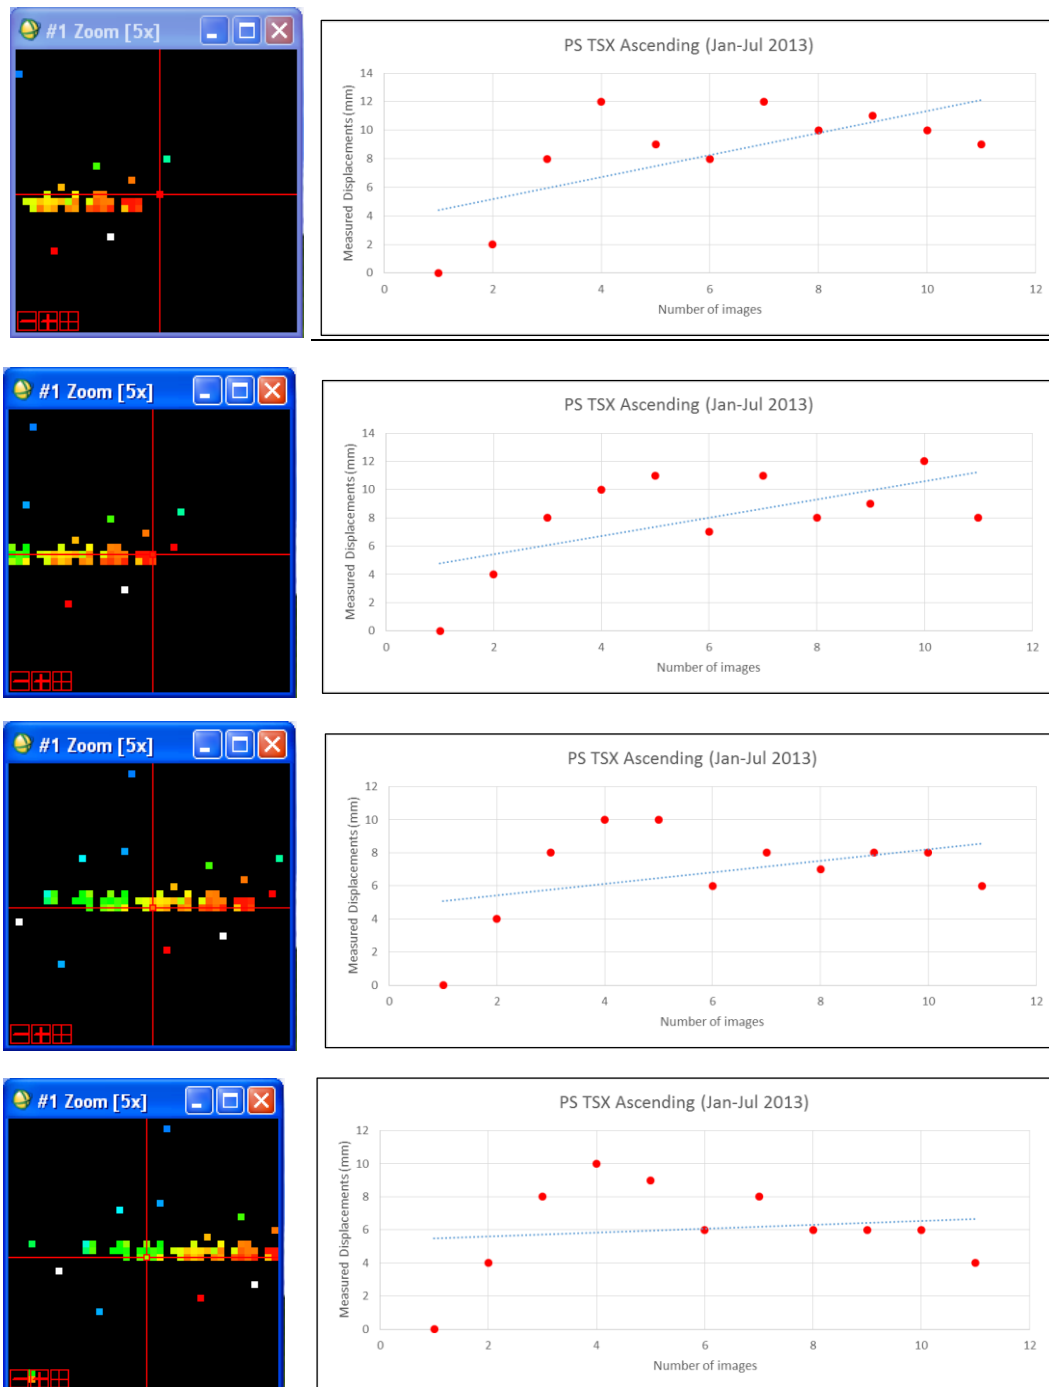 #1 Zoom [5x]
PS TSX Ascending (Jan-Jul 2013)
Measured Displacements (mm)
14
12
10
8
6
4
2
0
0 2 4 6 8 10 12
Number of images
#1 Zoom [5x]
PS TSX Ascending (Jan-Jul 2013)
Measured Displacements (mm)
14
12
10
8
6
4
2
0
0 2 4 6 8 10 12
Number of images
#1 Zoom [5x]
PS TSX Ascending (Jan-Jul 2013)
Measured Displacements (mm)
12
10
8
6
4
2
0
0 2 4 6 8 10 12
Number of images
#1 Zoom [5x]
PS TSX Ascending (Jan-Jul 2013)
Measured Displacements (mm)
12
10
8
6
4
2
0
0 2 4 6 8 10 12
Number of images